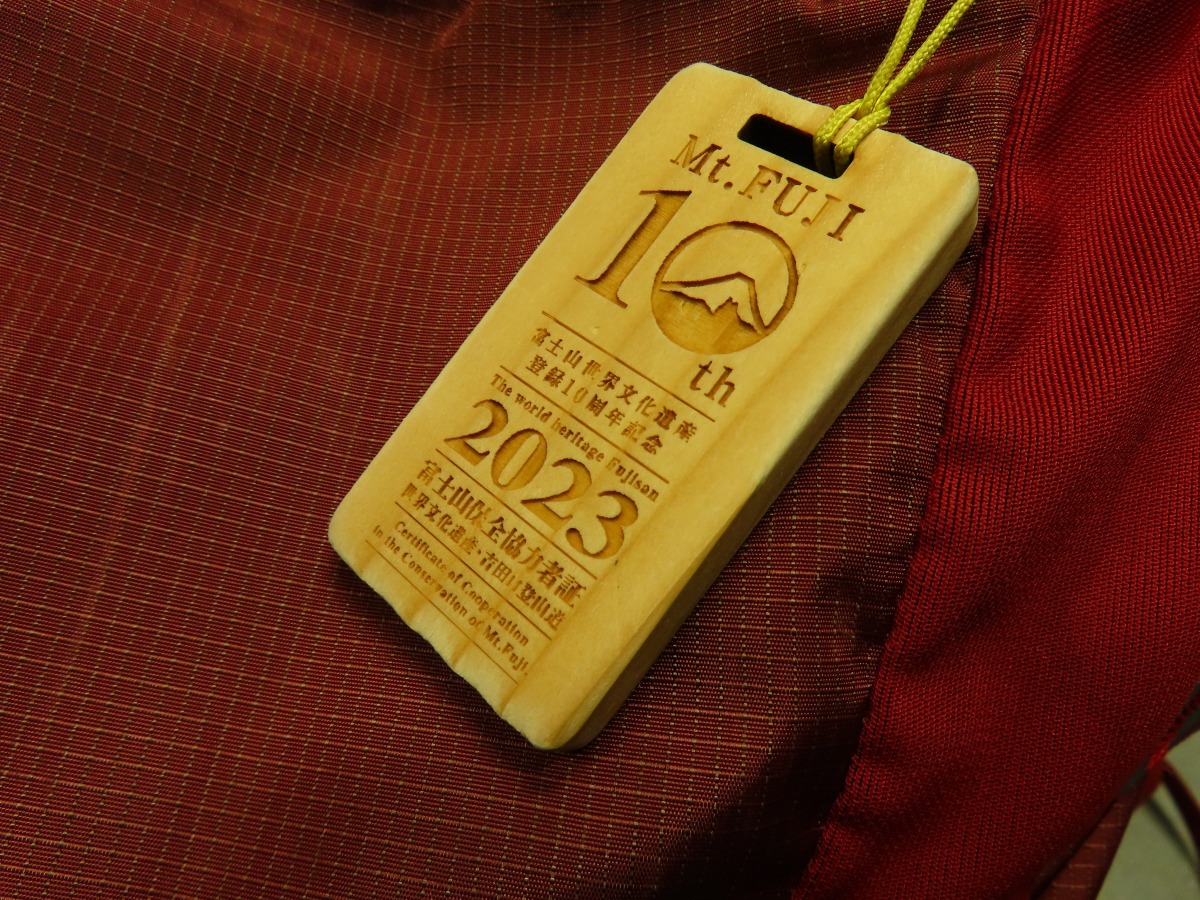 Mt.FUJI
10
th
富士山世界文化遺産
登録10周年記念
The world heritage Fujisan
2023
富士山保全協力者証
世界文化遺産・吉田口登山道
Certificate of Cooperation
in the Conservation of Mt.Fuji.